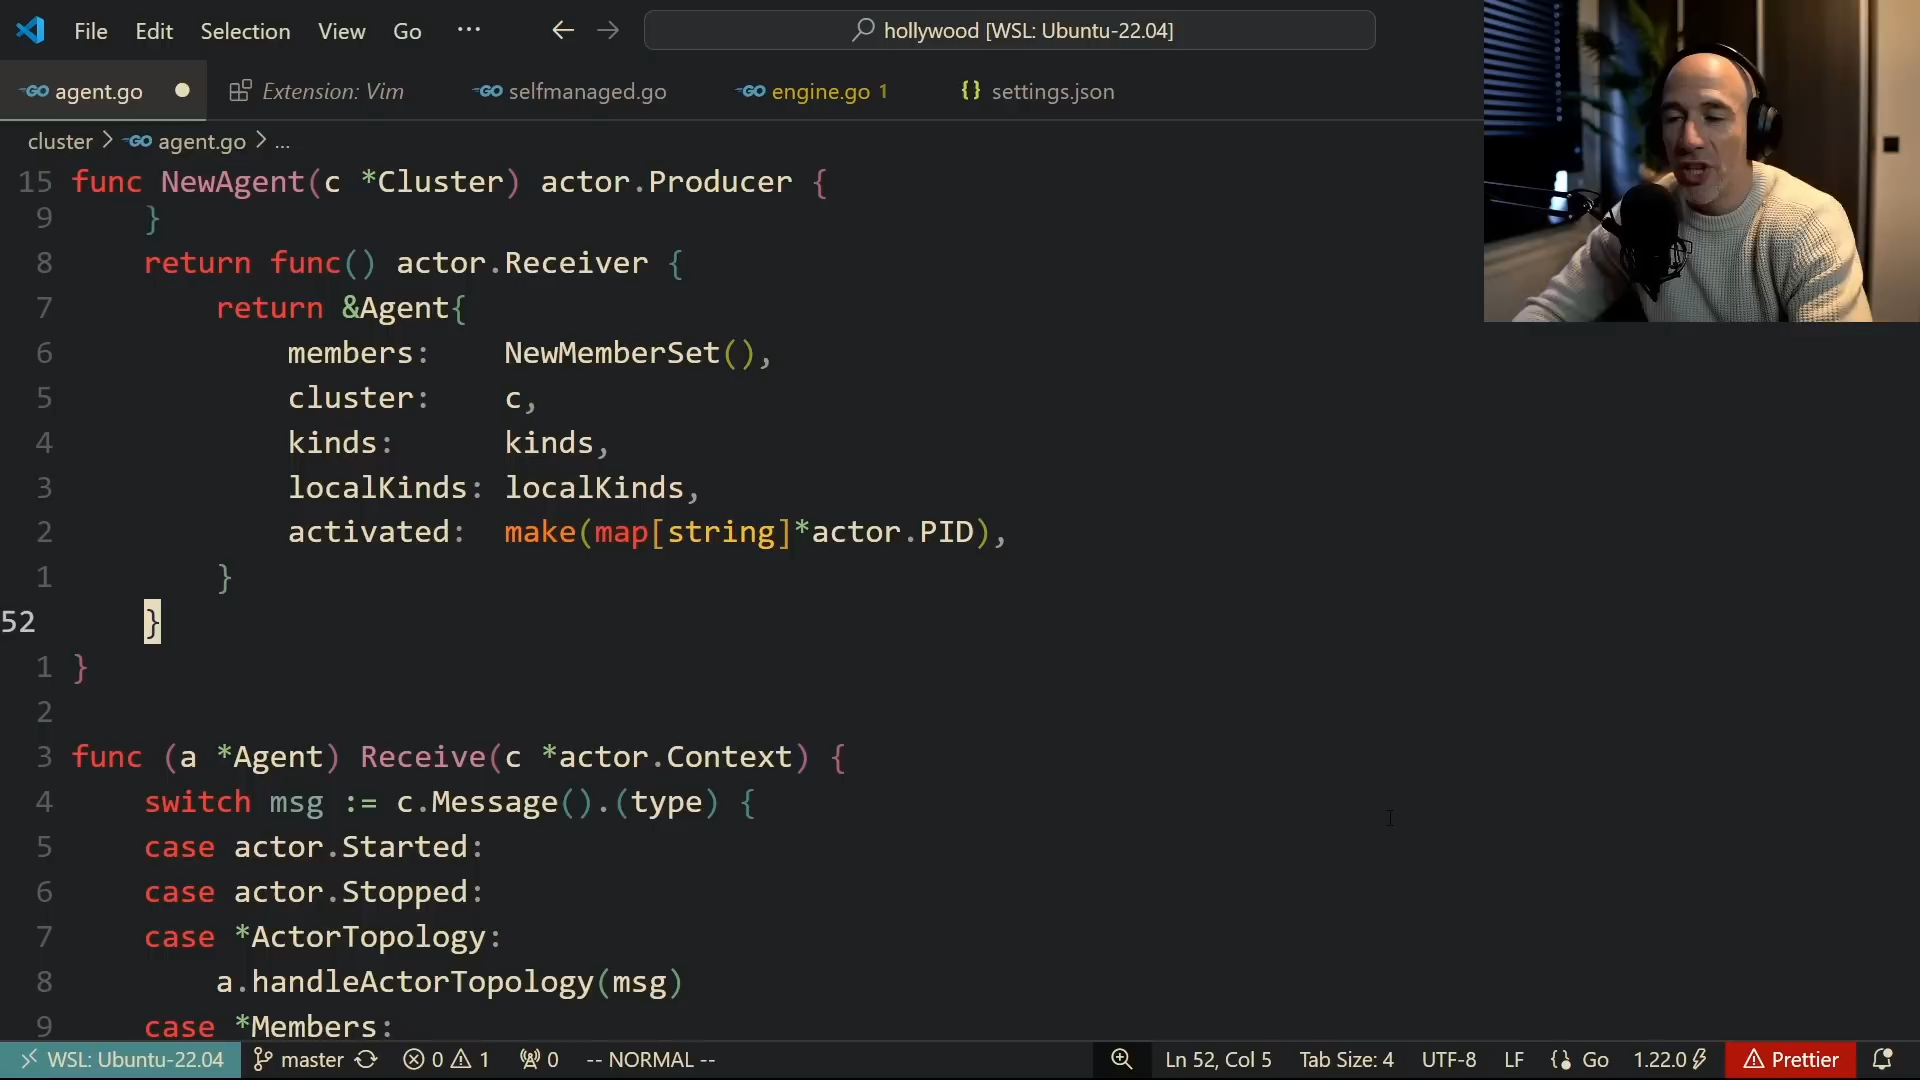 File Edit Selection View Go ··· hollywood [WSL: Ubuntu-22.04]
agent.go Extension: Vim selfmanaged.go engine.go 1 {} settings.json
cluster > agent.go > ...
15 func NewAgent(c *Cluster) actor.Producer {
9 }
8 return func() actor.Receiver {
7 return &Agent{
6 members: NewMemberSet(),
5 cluster: c,
4 kinds: kinds,
3 localKinds: localKinds,
2 activated: make(map[string]*actor.PID),
1 }
52 }
1 }
2
3 func (a *Agent) Receive(c *actor.Context) {
4 switch msg := c.Message().(type) {
5 case actor.Started:
6 case actor.Stopped:
7 case *ActorTopology:
8 a.handleActorTopology(msg)
9 case *Members:
WSL: Ubuntu-22.04 master 0 1 0 -- NORMAL -- Ln 52, Col 5 Tab Size: 4 UTF-8 LF Go 1.22.0 Prettier